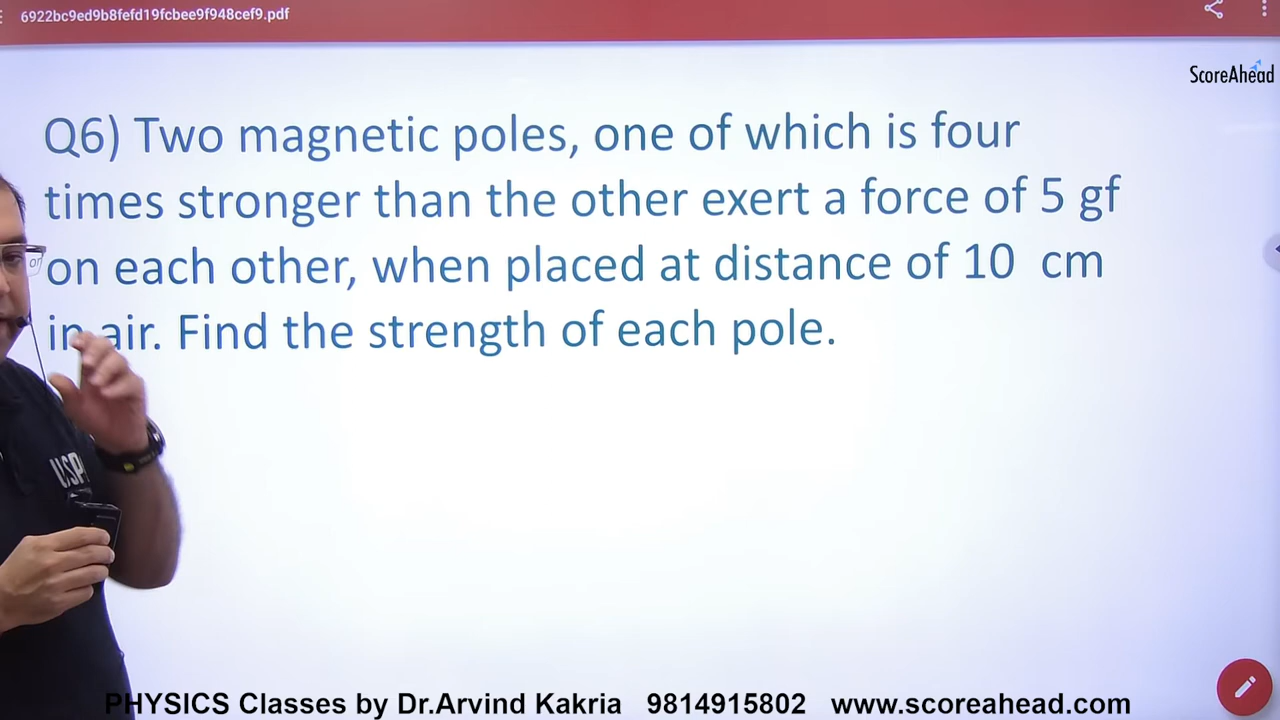 6922bc9ed9b8fefd19fcbee9f948cef9.pdf
ScoreAhead
Q6) Two magnetic poles, one of which is four
times stronger than the other exert a force of 5 gf
on each other, when placed at distance of 10 cm
in air. Find the strength of each pole.
or
USP
PHYSICS Classes by Dr.Arvind Kakria 9814915802 www.scoreahead.com